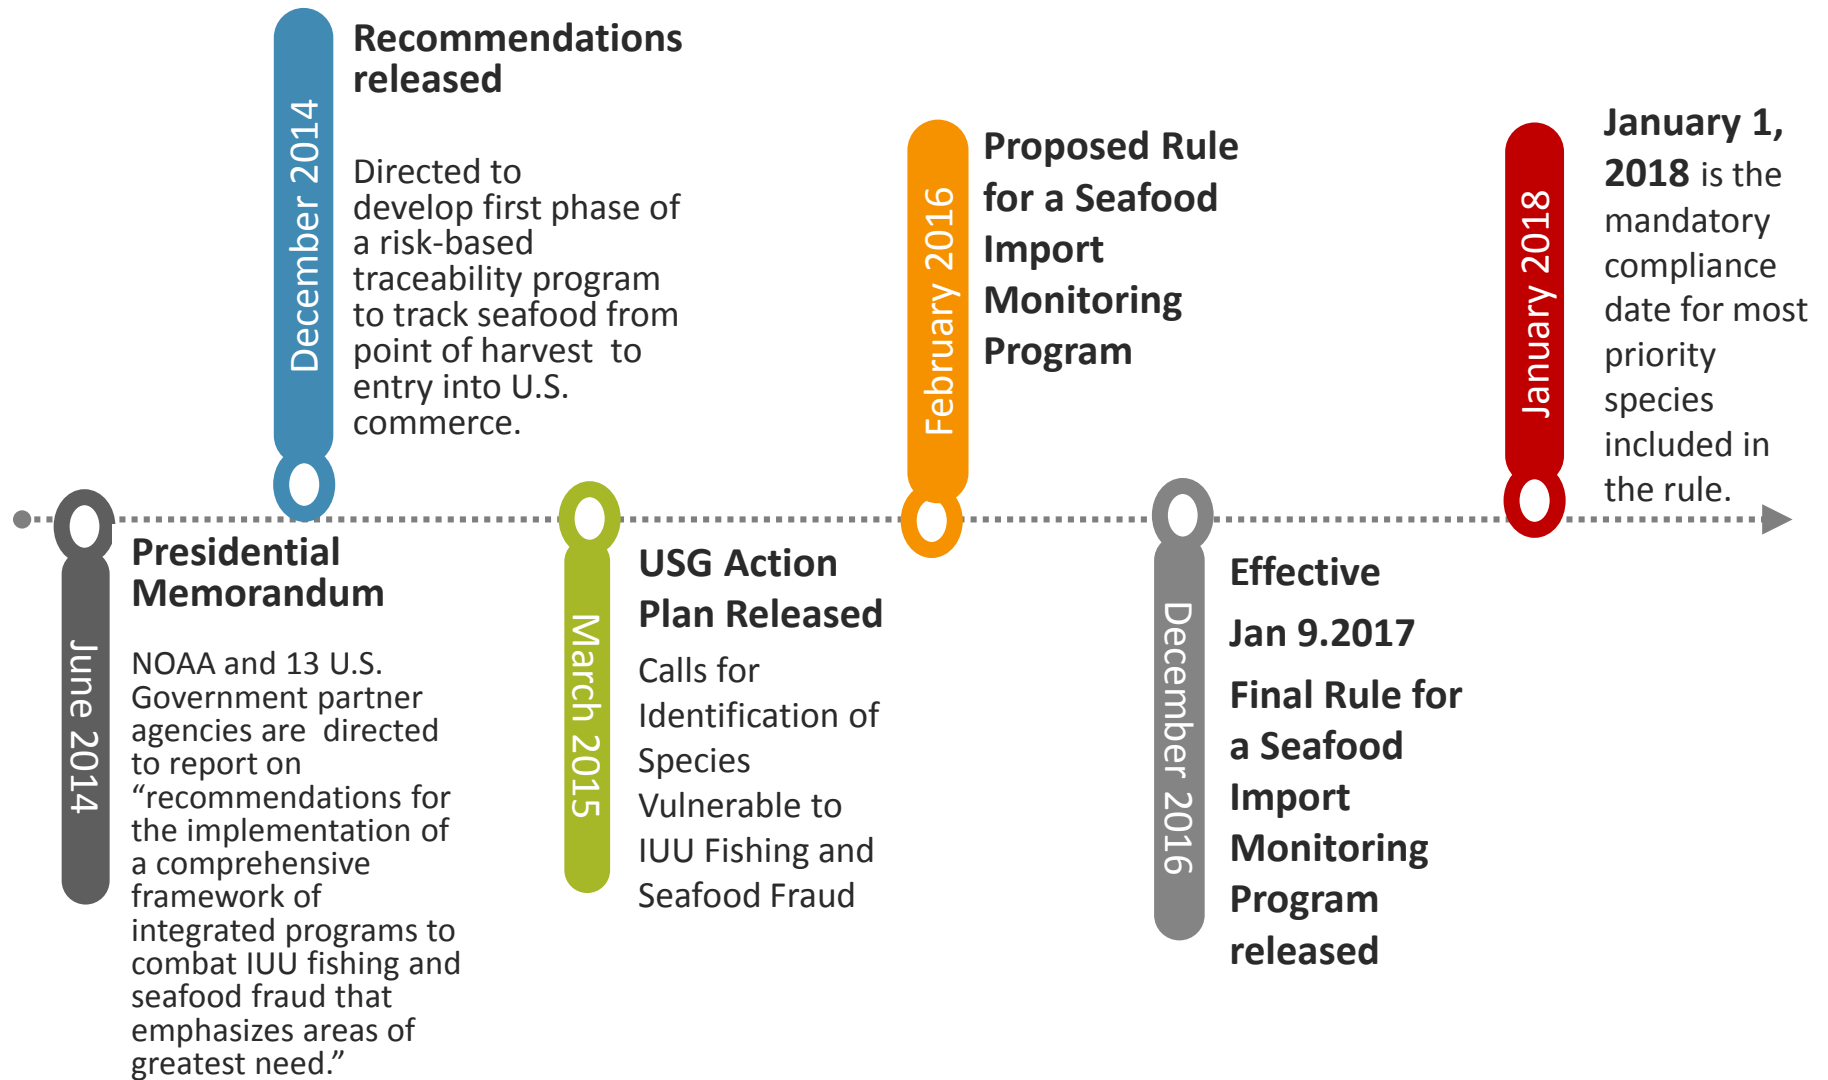 June 2014
Presidential
Memorandum
NOAA and 13 U.S.
Government partner
agencies are  directed
to report on
“recommendations for
the implementation of
a comprehensive
framework of
integrated programs to
combat IUU fishing and
seafood fraud that
emphasizes areas of
greatest need.”
December 2014
Recommendations
released
Directed to
develop first phase of
a risk-based
traceability program
to track seafood from
point of harvest  to
entry into U.S.
commerce.
March 2015
USG Action
Plan Released
Calls for
Identification of
Species
Vulnerable to
IUU Fishing and
Seafood Fraud
February 2016
Proposed Rule
for a Seafood
Import
Monitoring
Program
December 2016
Effective
Jan 9.2017
Final Rule for
a Seafood
Import
Monitoring
Program
released
January 2018
January 1,
2018 is the
mandatory
compliance
date for most
priority
species
included in
the rule.